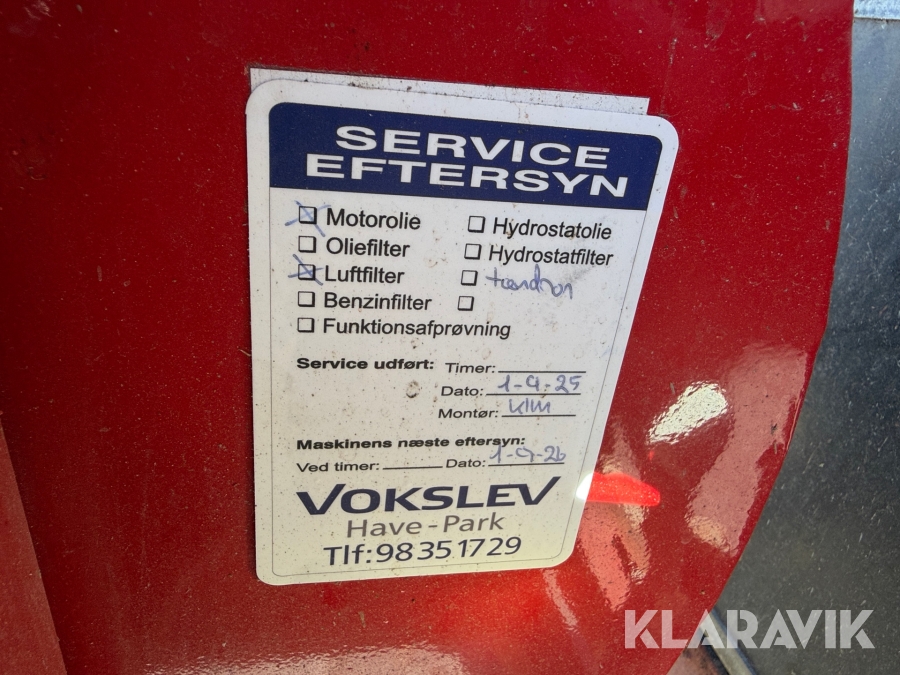 SERVICE
EFTERSYN
Motorolie
Hydrostatolie
Oliefilter
Hydrostatfilter
Luftfilter
Benzinfilter
Funktionsafprøvning
Service udført: Timer:
Dato: 1-9-25
Montør: KIM
Maskinens næste eftersyn:
Ved timer: Dato: 1-9-26
VOKSLEV
Have-Park
Tlf: 98351729
KLARAVIK